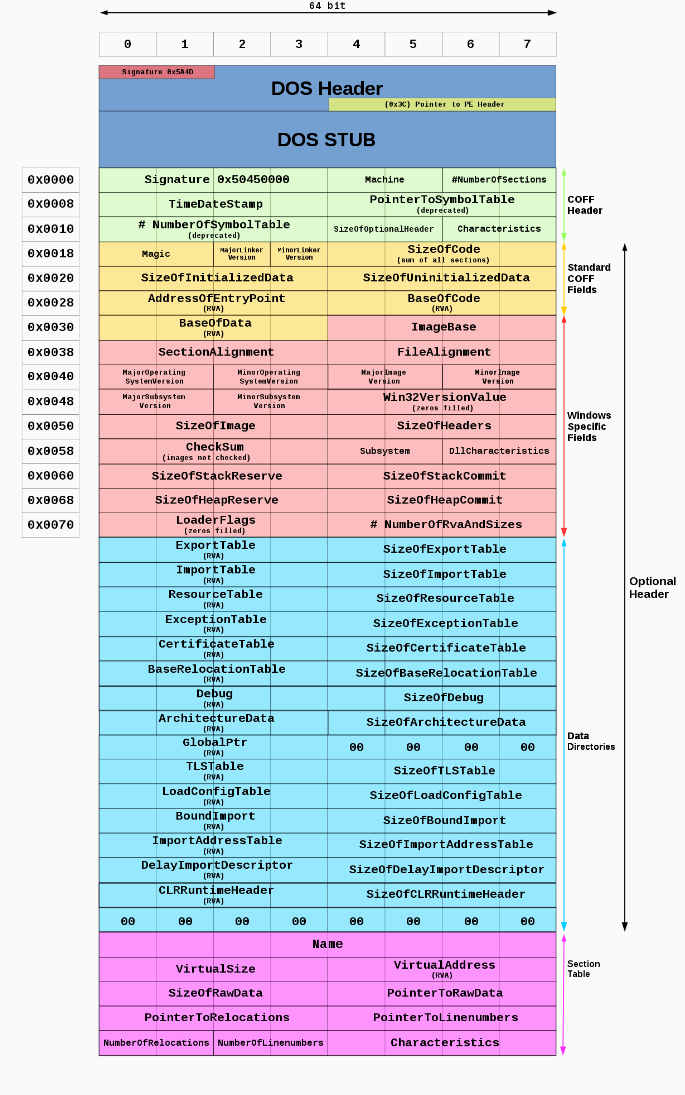 64 bit
0 1 2 3 4 5 6 7
Signature 0x5A4D
DOS Header
(0x3C) Pointer to PE Header
DOS STUB
0x0000 Signature 0x50450000 Machine #NumberOfSections
0x0008 TimeDateStamp PointerToSymbolTable
(deprecated)
COFF
Header
0x0010 # NumberOfSymbolTable
(deprecated)
SizeOfOptionalHeader Characteristics
0x0018 Magic MajorLinker
Version
MinorLinker
Version
SizeOfCode
(sum of all sections)
0x0020 SizeOfInitializedData SizeOfUninitializedData
Standard
COFF
Fields
0x0028 AddressOfEntryPoint
(RVA)
BaseOfCode
(RVA)
0x0030 BaseOfData
(RVA)
ImageBase
0x0038 SectionAlignment FileAlignment
0x0040 MajorOperating
SystemVersion
MinorOperating
SystemVersion
MajorImage
Version
MinorImage
Version
0x0048 MajorSubsystem
Version
MinorSubsystem
Version
Win32VersionValue
(zeros filled)
0x0050 SizeOfImage SizeOfHeaders
Windows
Specific
Fields
0x0058 CheckSum
(images not checked)
Subsystem DllCharacteristics
0x0060 SizeOfStackReserve SizeOfStackCommit
0x0068 SizeOfHeapReserve SizeOfHeapCommit
0x0070 LoaderFlags
(zeros filled)
# NumberOfRvaAndSizes
ExportTable
(RVA)
SizeOfExportTable
ImportTable
(RVA)
SizeOfImportTable
Optional
Header
ResourceTable
(RVA)
SizeOfResourceTable
ExceptionTable
(RVA)
SizeOfExceptionTable
CertificateTable
(RVA)
SizeOfCertificateTable
BaseRelocationTable
(RVA)
SizeOfBaseRelocationTable
Debug
(RVA)
SizeOfDebug
ArchitectureData
(RVA)
SizeOfArchitectureData
GlobalPtr
(RVA)
00 00 00 00
Data
Directories
TLSTable
(RVA)
SizeOfTLSTable
LoadConfigTable
(RVA)
SizeOfLoadConfigTable
BoundImport
(RVA)
SizeOfBoundImport
ImportAddressTable
(RVA)
SizeOfImportAddressTable
DelayImportDescriptor
(RVA)
SizeOfDelayImportDescriptor
CLRRuntimeHeader
(RVA)
SizeOfCLRRuntimeHeader
00 00 00 00 00 00 00 00
Name
VirtualSize VirtualAddress
(RVA)
Section
Table
SizeOfRawData PointerToRawData
PointerToRelocations PointerToLinenumbers
NumberOfRelocations NumberOfLinenumbers Characteristics